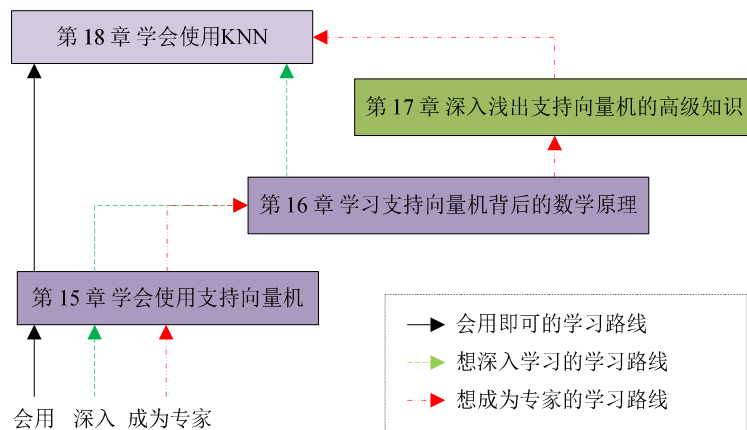 第 18 章 学会使用KNN
第 17 章 深入浅出支持向量机的高级知识
第 16 章 学习支持向量机背后的数学原理
第 15 章 学会使用支持向量机
会用即可的学习路线
想深入学习的学习路线
想成为专家的学习路线
会用 深入 成为专家